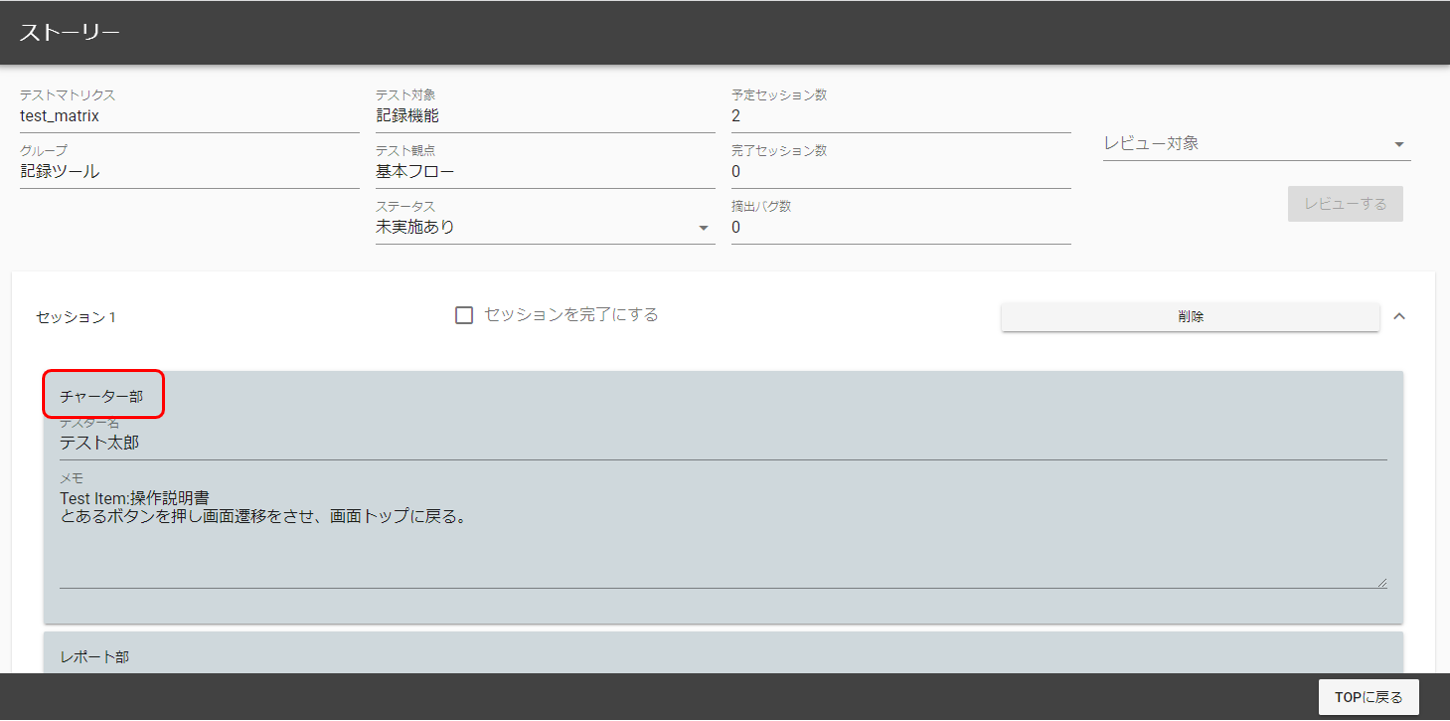 ストーリー
テストマトリクス
test_matrix
テスト対象
記録機能
予定セッション数
2
グループ
記録ツール
テスト観点
基本フロー
完了セッション数
0
レビュー対象
ステータス
未実施あり
摘出バグ数
0
レビューする
セッション 1
セッションを完了にする
削除
チャーター部
テスター名
テスト太郎
メモ
Test Item:操作説明書
とあるボタンを押し画面遷移をさせ、画面トップに戻る。
レポート部
TOPに戻る